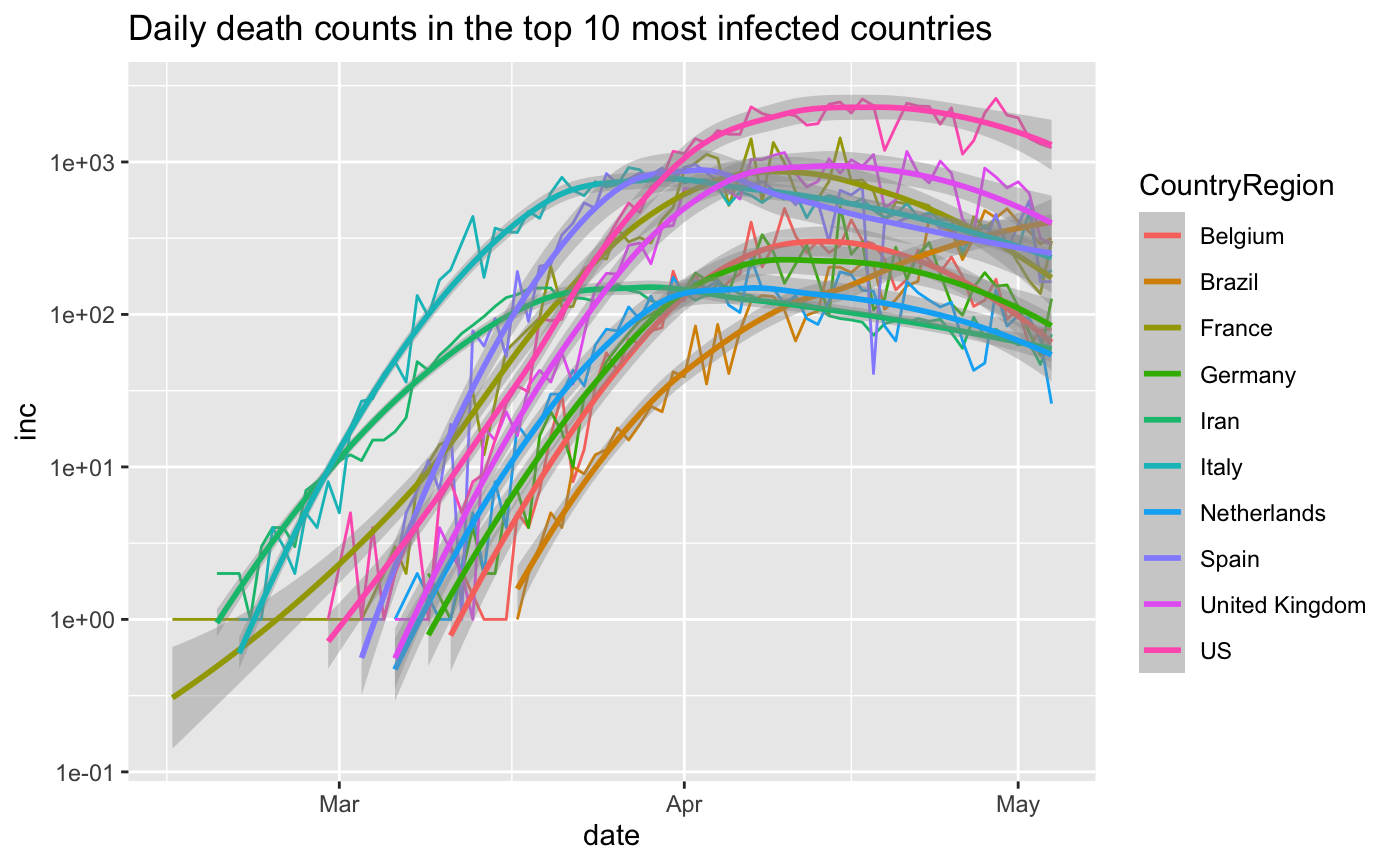 Daily death counts in the top 10 most infected countries
1e+03
1e+02
1e+01
1e+00
1e-01
inc
Mar Apr May
date
CountryRegion
Belgium
Brazil
France
Germany
Iran
Italy
Netherlands
Spain
United Kingdom
US